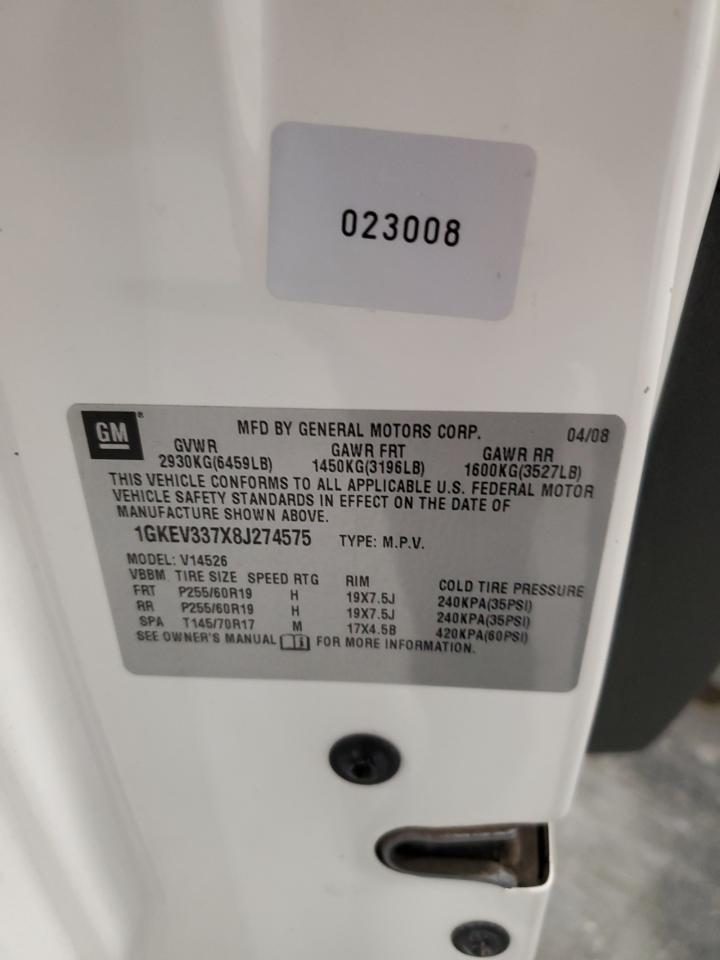 023008
GM®
MFD BY GENERAL MOTORS CORP. 04/08
GVWR GAWR FRT GAWR RR
2930KG(6459LB) 1450KG(3196LB) 1600KG(3527LB)
THIS VEHICLE CONFORMS TO ALL APPLICABLE U.S. FEDERAL MOTOR
VEHICLE SAFETY STANDARDS IN EFFECT ON THE DATE OF
MANUFACTURE SHOWN ABOVE.
1GKEV337X8J274575 TYPE: M.P.V.
MODEL: V14526
VBBM TIRE SIZE SPEED RTG RIM COLD TIRE PRESSURE
FRT P255/60R19 H 19X7.5J 240KPA(35PSI)
RR P255/60R19 H 19X7.5J 240KPA(35PSI)
SPA T145/70R17 M 17X4.5B 420KPA(60PSI)
SEE OWNER'S MANUAL FOR MORE INFORMATION.